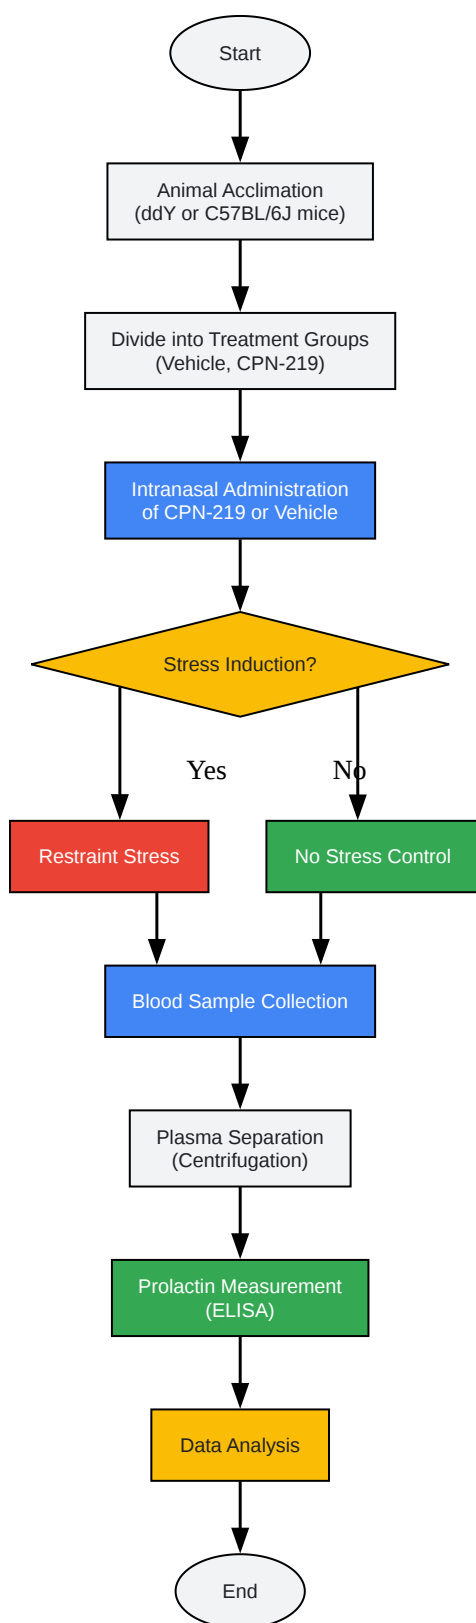 Start
Animal Acclimation
(ddY or C57BL/6J mice)
Divide into Treatment Groups
(Vehicle, CPN-219)
Intranasal Administration
of CPN-219 or Vehicle
Stress Induction?
Yes
No
Restraint Stress
No Stress Control
Blood Sample Collection
Plasma Separation
(Centrifugation)
Prolactin Measurement
(ELISA)
Data Analysis
End